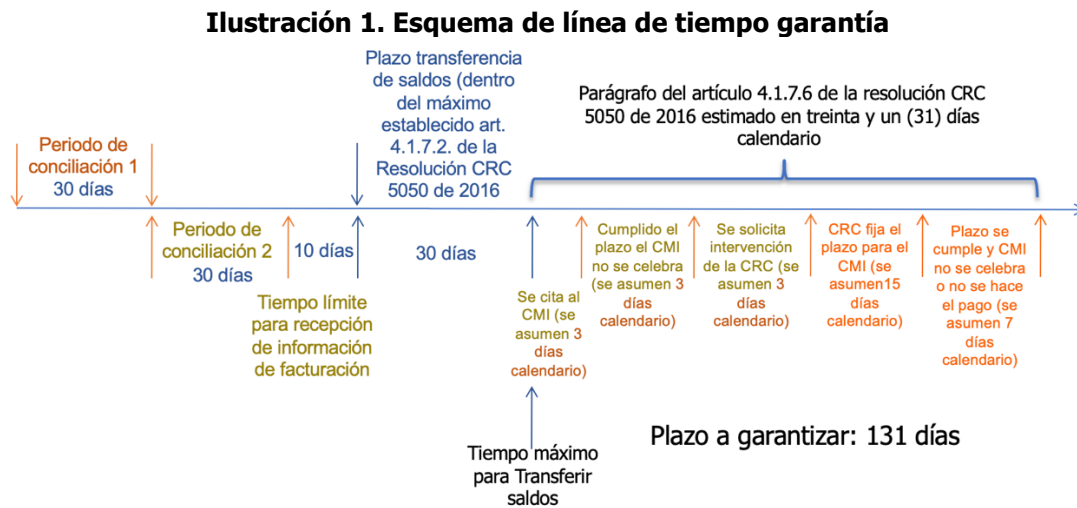 Ilustración 1. Esquema de línea de tiempo garantía
Plazo transferencia
de saldos (dentro
del máximo
establecido art.
4.1.7.2. de la
Resolución CRC
5050 de 2016
Parágrafo del artículo 4.1.7.6 de la resolución CRC
5050 de 2016 estimado en treinta y un (31) días
calendario
Periodo de
conciliación 1
30 días
Periodo de
conciliación 2
30 días
10 días
30 días
Tiempo límite
para recepción
de información
de facturación
Se cita al
CMI (se
asumen 3
días
calendario)
Cumplido el
plazo el CMI
no se celebra
(se asumen 3
días
calendario)
Se solicita
intervención
de la CRC (se
asumen 3
días
calendario)
CRC fija el
plazo para el
CMI (se
asumen15
días
calendario)
Plazo se
cumple y CMI
no se celebra
o no se hace
el pago (se
asumen 7
días
calendario)
Tiempo máximo
para Transferir
saldos
Plazo a garantizar: 131 días